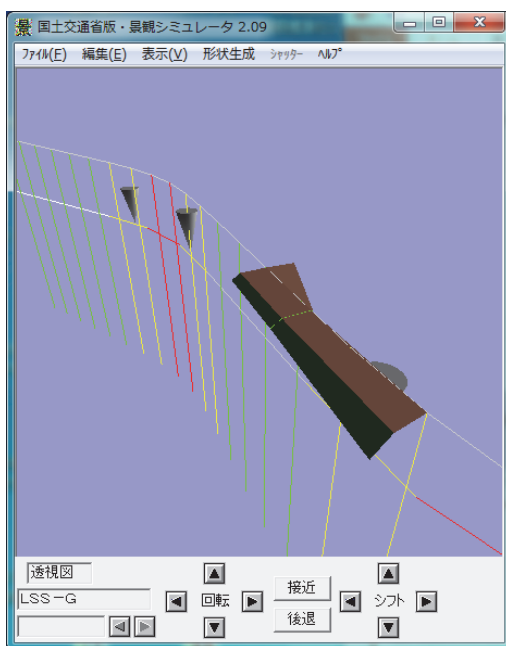 景 国土交通省版・景観シミュレータ 2.09
ファイル(F) 編集(E) 表示(V) 形状生成 シャッター ヘルプ
透視図
接近
LSS-G 回転 シフト
後退